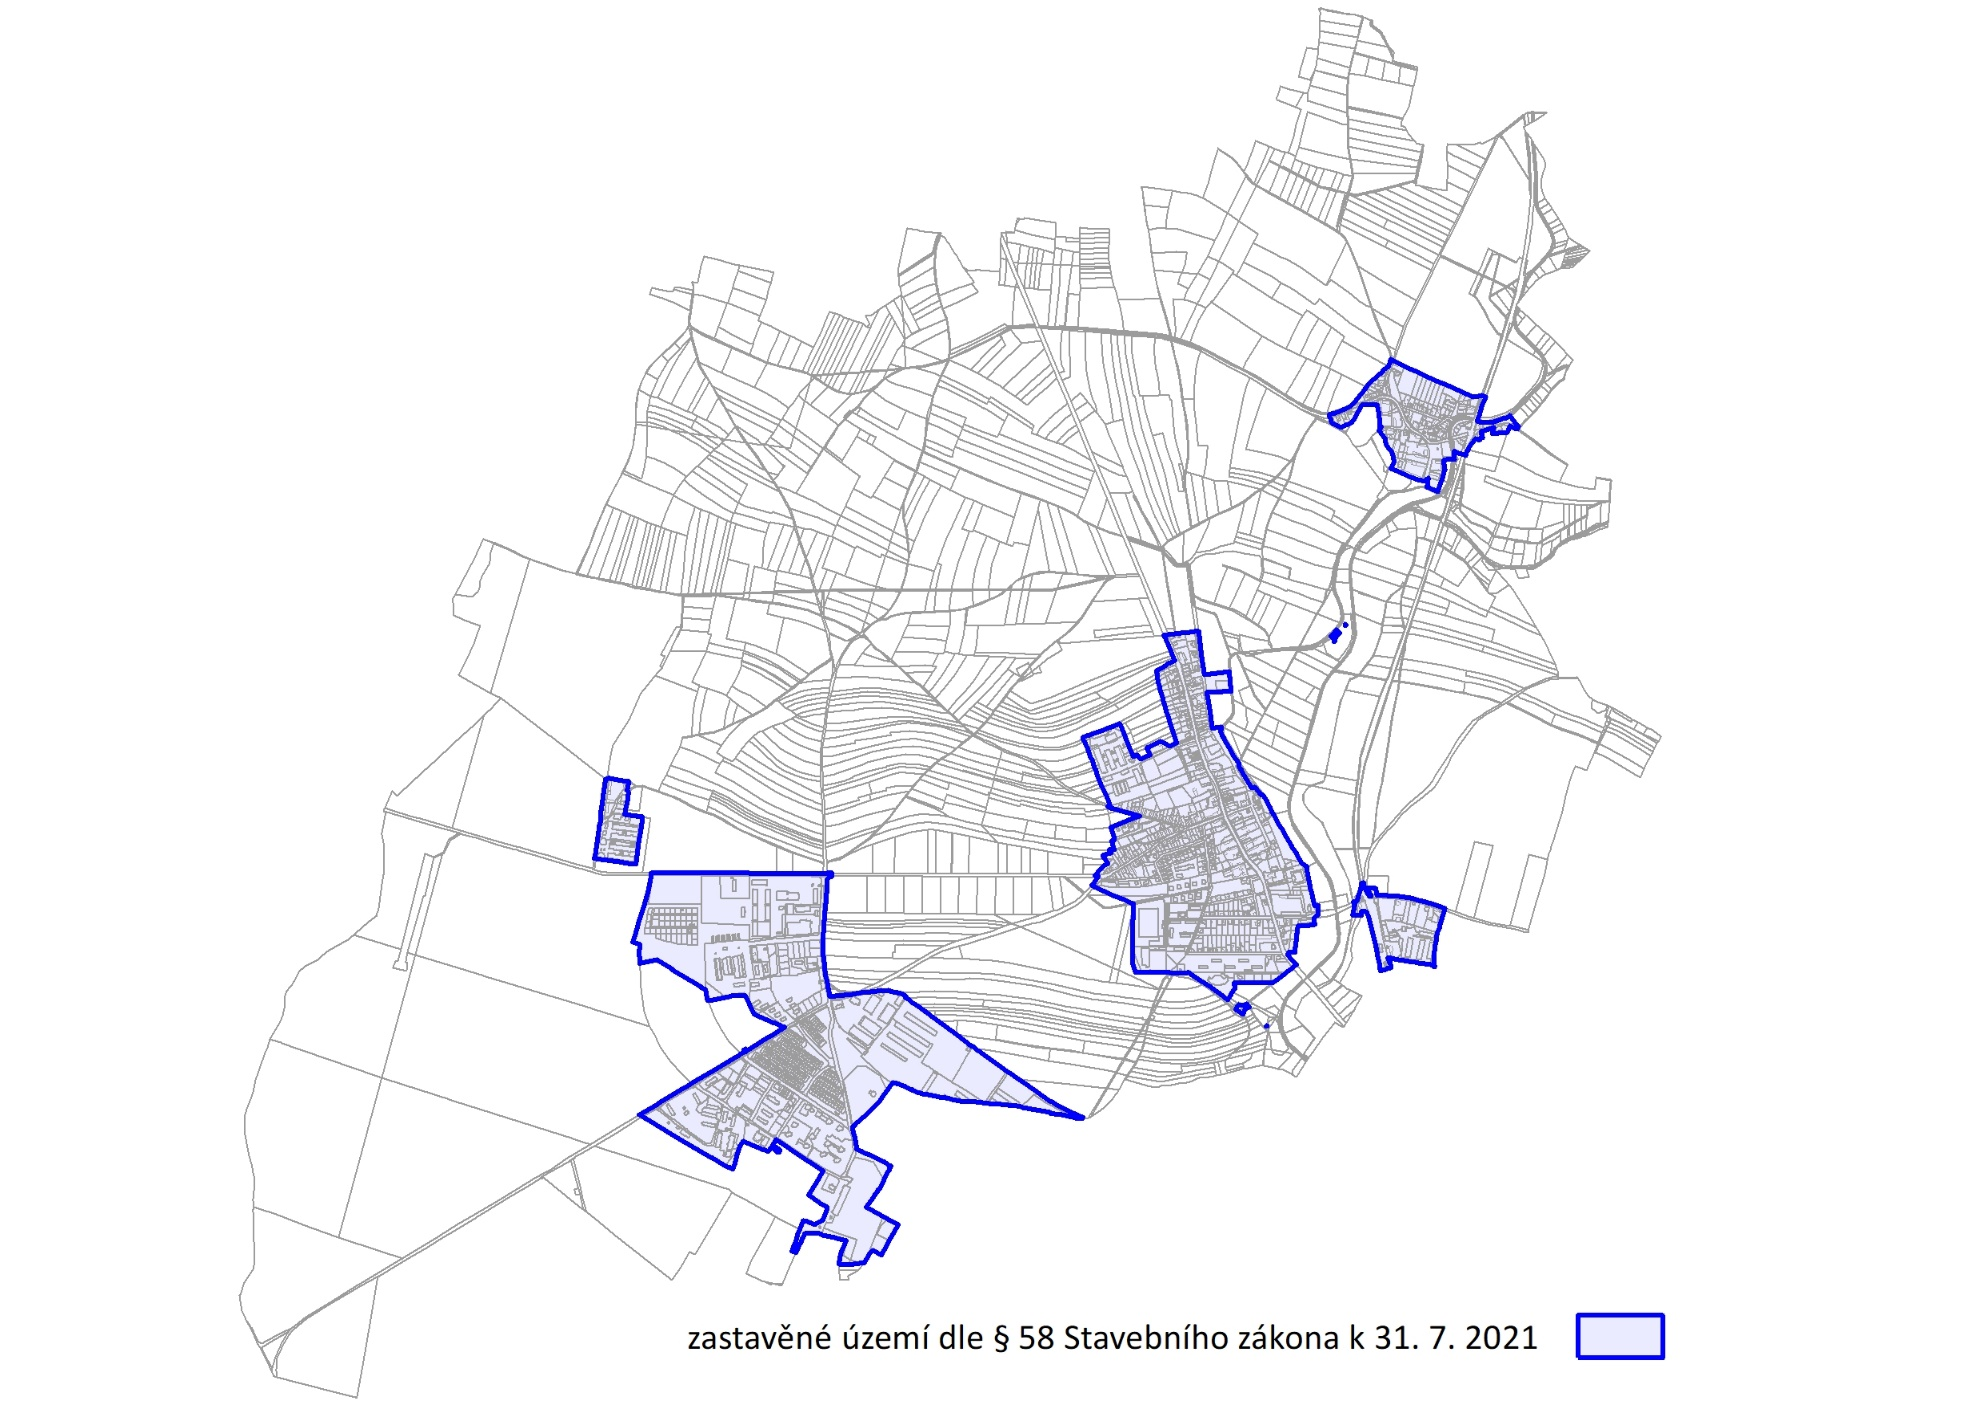 zastavěné území dle § 58 Stavebního zákona k 31. 7. 2021